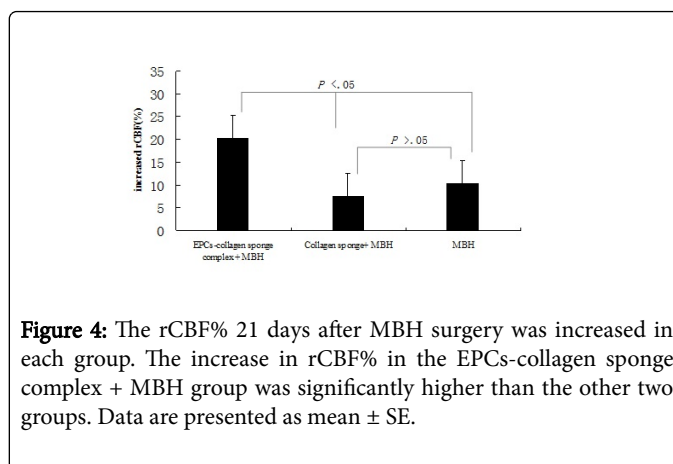 35
30
25
20
15
10
5
0
increased rCBF(%)
P <.05
P >.05
EPCs-collagen sponge
complex+MBH
Collagen sponge+ MBH
MBH
Figure 4: The rCBF% 21 days after MBH surgery was increased in
each group. The increase in rCBF% in the EPCs-collagen sponge
complex + MBH group was significantly higher than the other two
groups. Data are presented as mean ± SE.